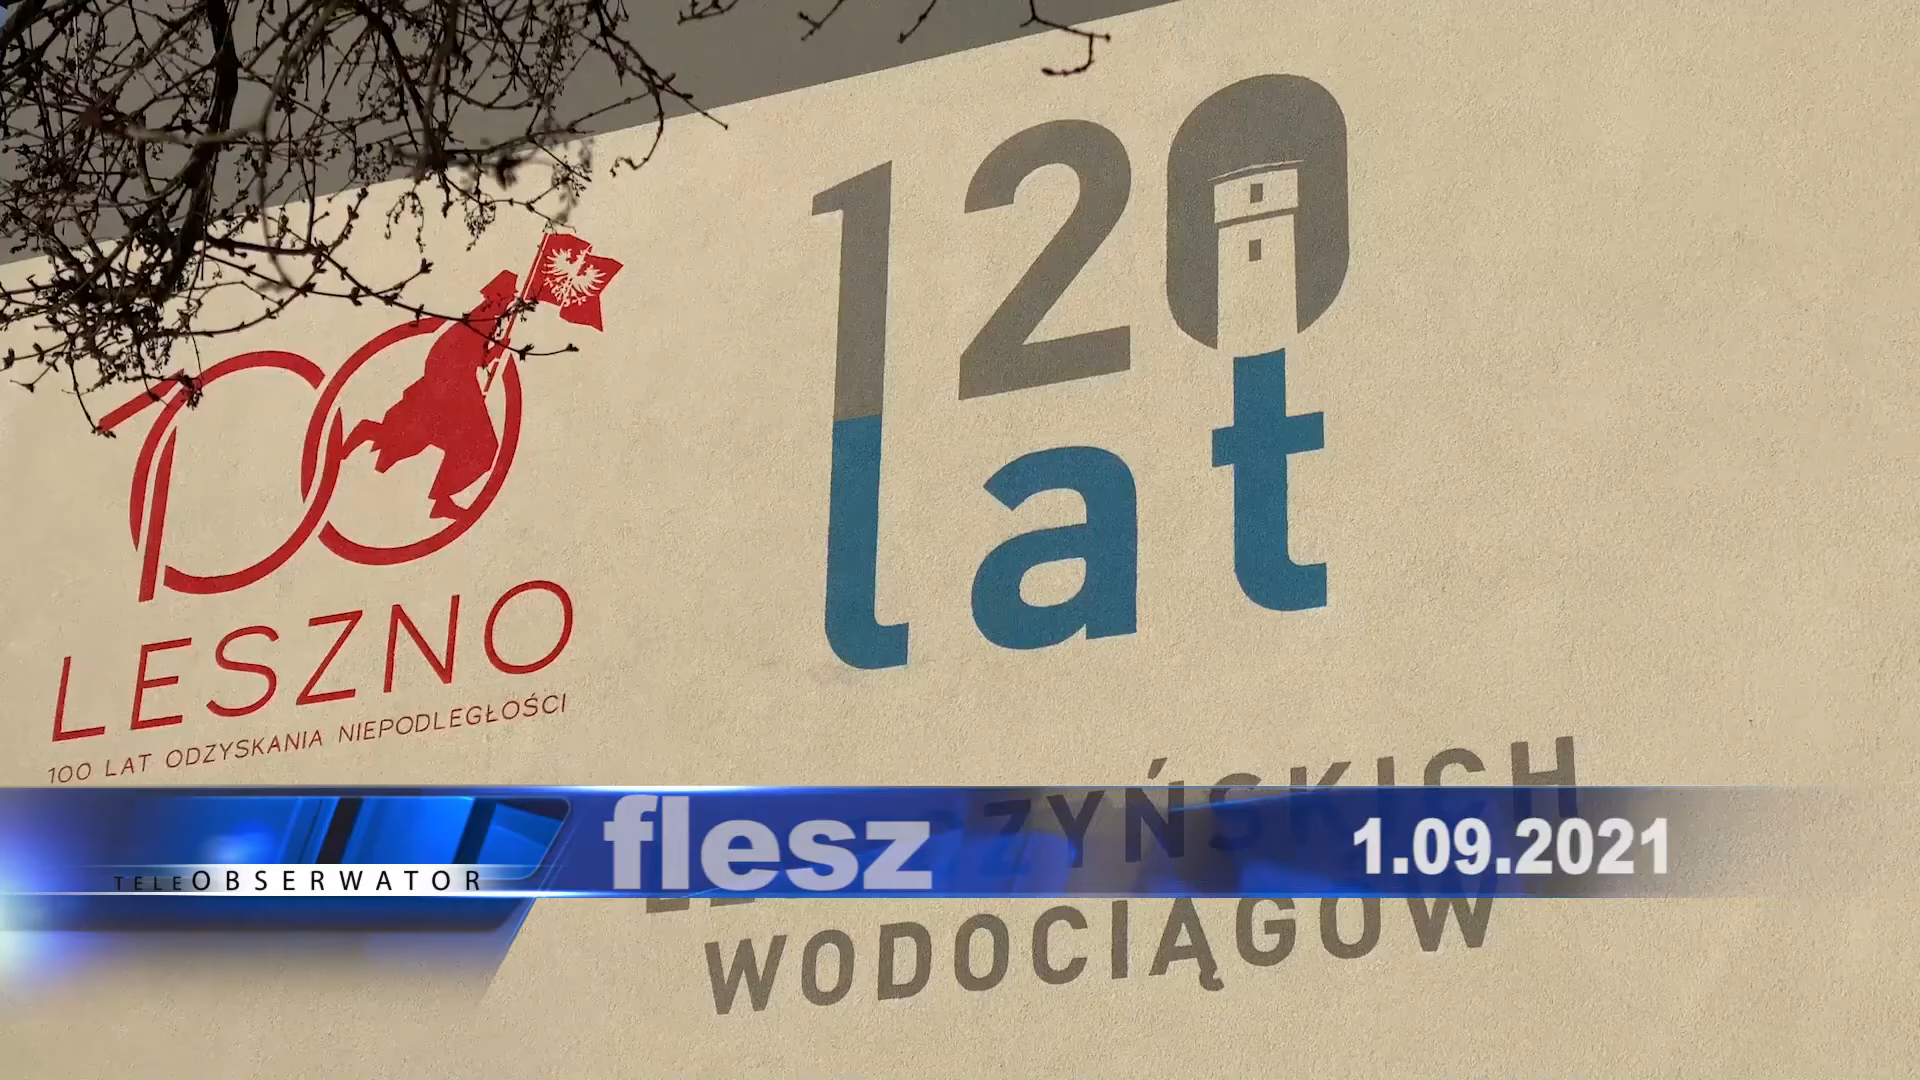 120
lat
100
LESZNO
100 LAT ODZYSKANIA NIEPODLEGŁOŚCI
flesz
1.09.2021
TELEOBSERWATOR
WODOCIĄGÓW